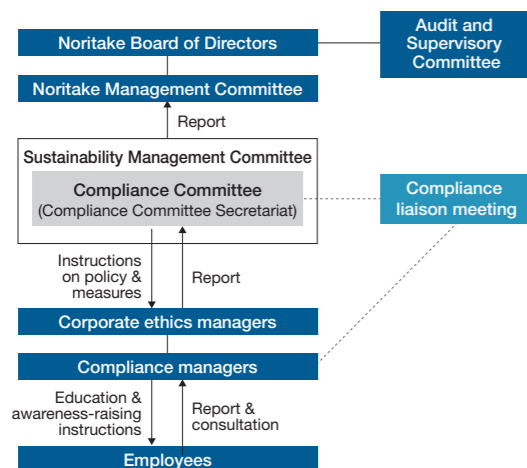 Noritake Board of Directors
Audit and
Supervisory
Committee
Noritake Management Committee
Report
Sustainability Management Committee
Compliance Committee
(Compliance Committee Secretariat)
Compliance
liaison meeting
Instructions
on policy &
measures
Report
Corporate ethics managers
Compliance managers
Education &
awareness-raising
instructions
Report &
consultation
Employees